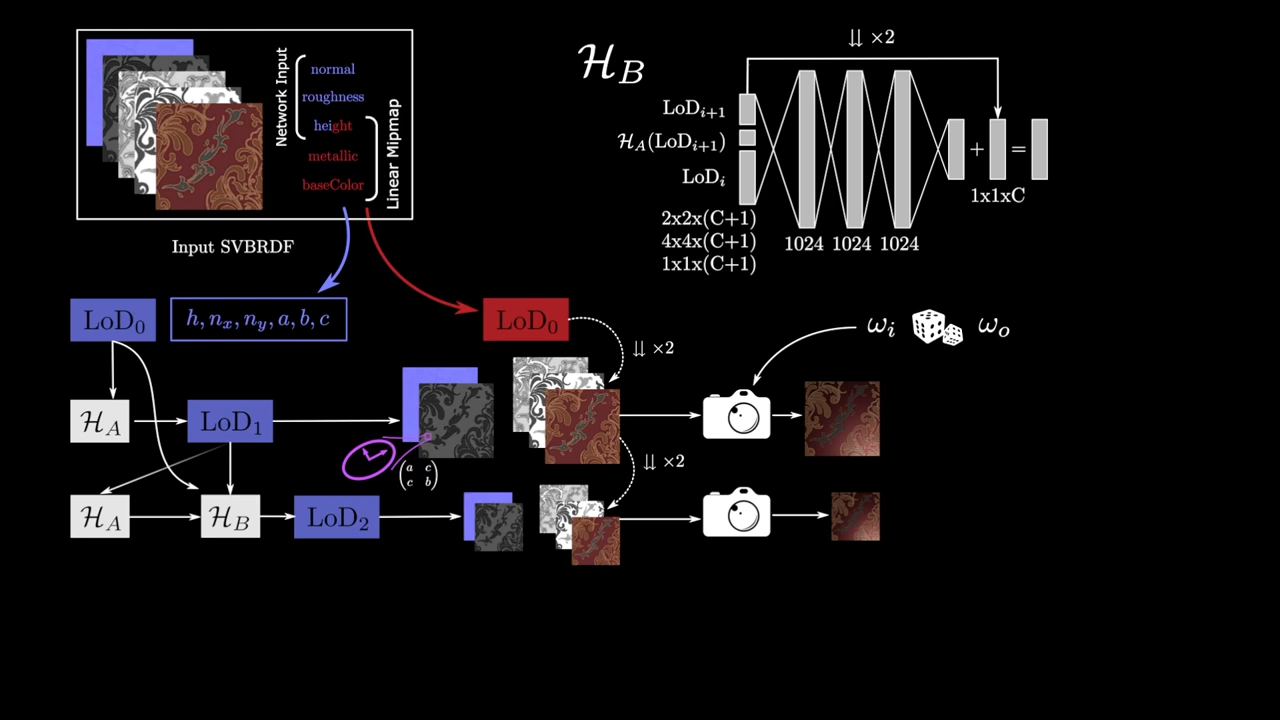 Network Input
normal
roughness
height
metallic
baseColor
Linear Mipmap
Input SVBRDF
ℋ_B
⇊ ×2
LoD_{i+1}
ℋ_A(LoD_{i+1})
LoD_i
+ =
1x1xC
2x2x(C+1)
4x4x(C+1)
1x1x(C+1)
1024 1024 1024
LoD_0
h, n_x, n_y, a, b, c
LoD_0
⇊ ×2
ω_i ω_o
ℋ_A
LoD_1
a c
c b
⇊ ×2
ℋ_A
ℋ_B
LoD_2